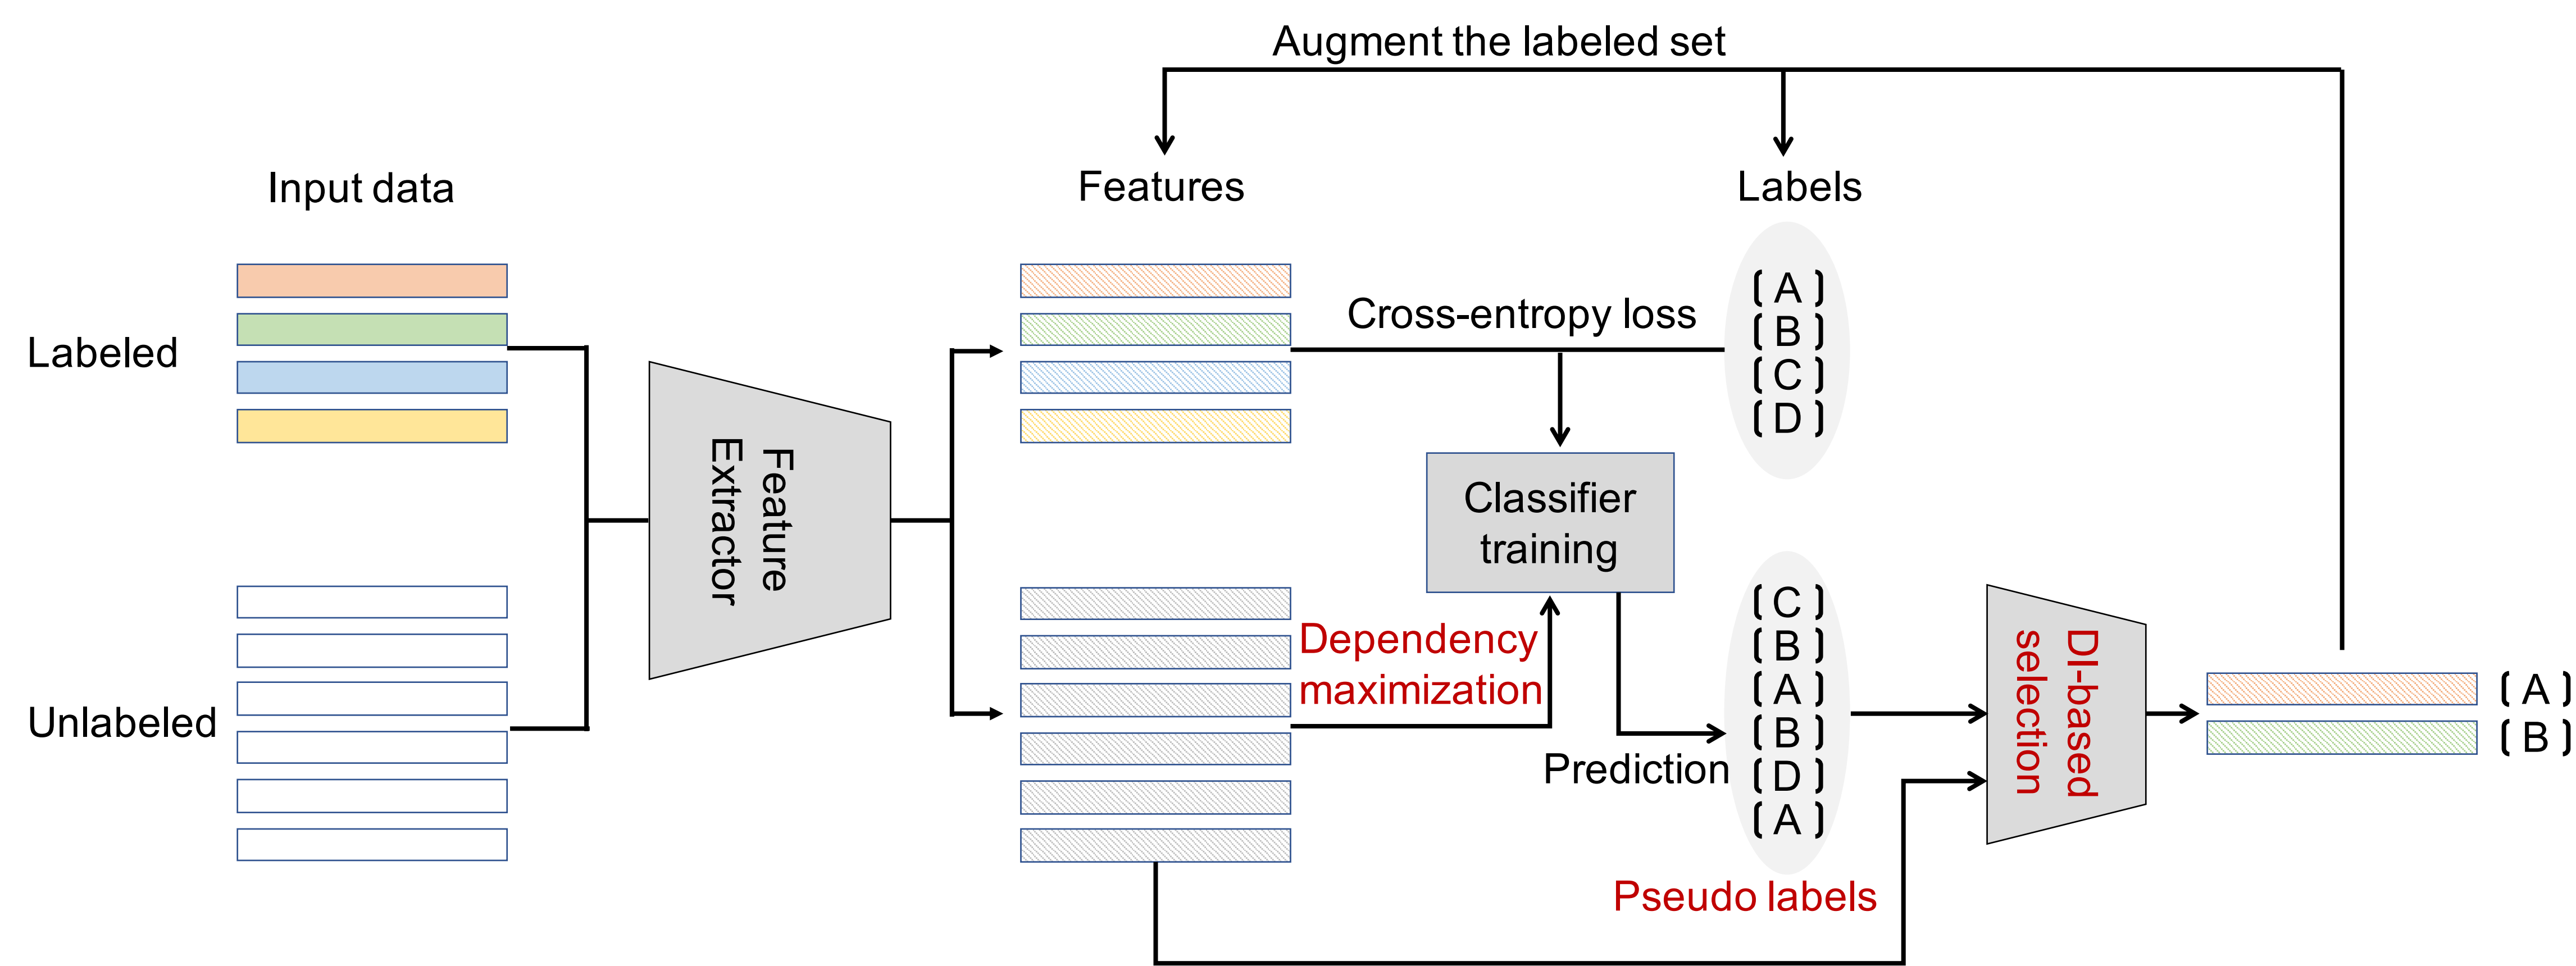 Augment the labeled set
Input data
Features
Labels
Labeled
Cross-entropy loss
[ A ]
[ B ]
[ C ]
[ D ]
Feature
Extractor
Classifier
training
Unlabeled
Dependency
maximization
Prediction
[ C ]
[ B ]
[ A ]
[ B ]
[ D ]
[ A ]
Pseudo labels
DI-based
selection
[ A ]
[ B ]